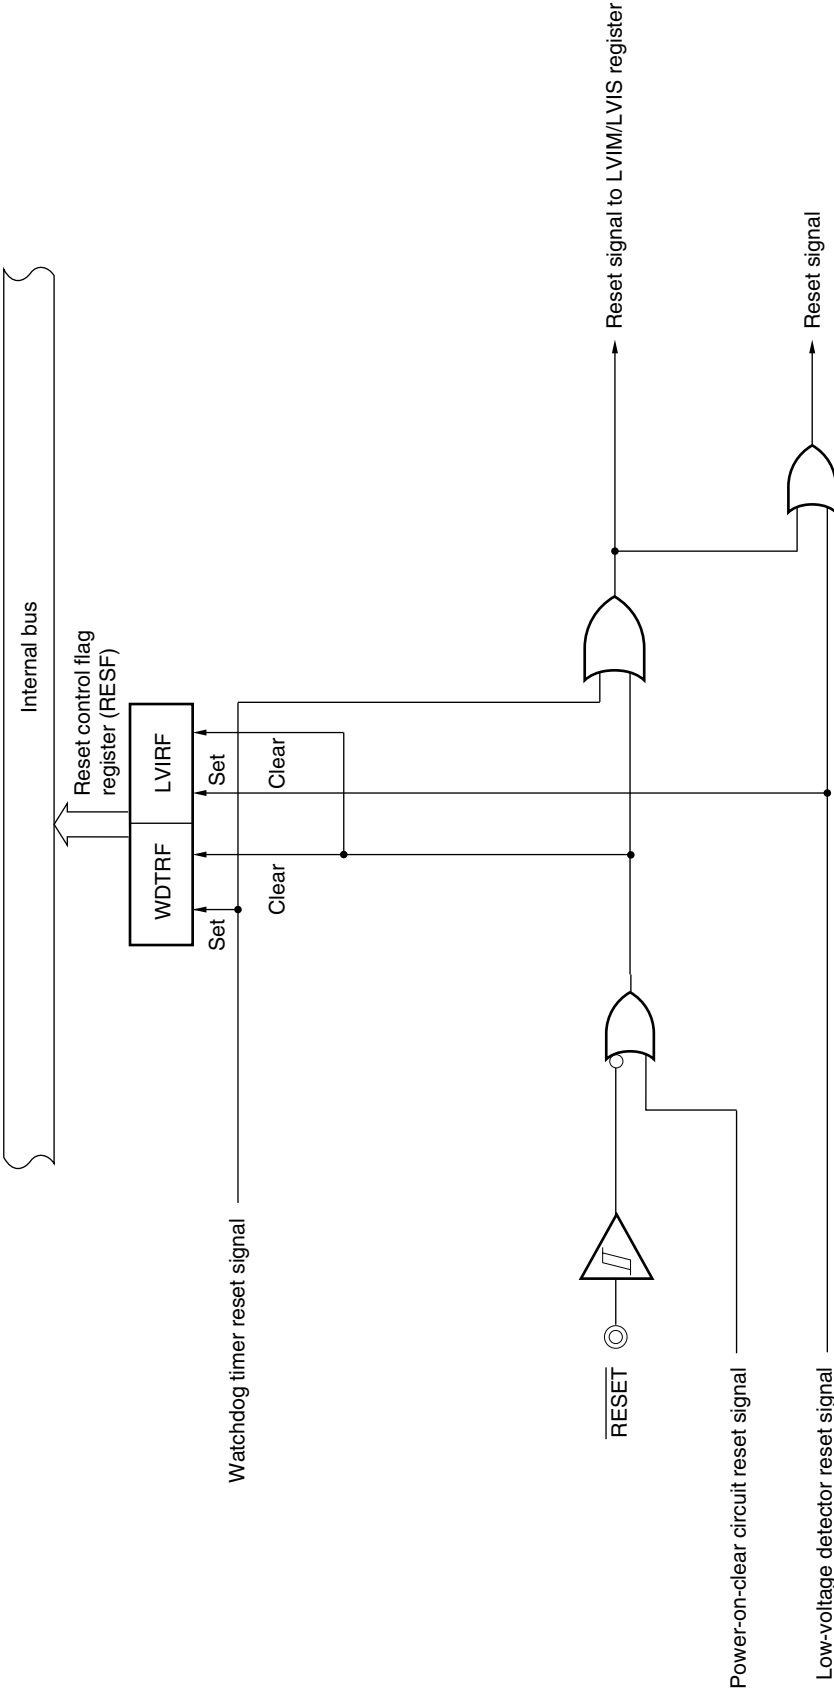 Internal bus
Reset control flag
register (RESF)
WDTRF
LVIRF
Set
Set
Clear
Clear
Watchdog timer reset signal
RESET
Power-on-clear circuit reset signal
Low-voltage detector reset signal
Reset signal to LVIM/LVIS register
Reset signal